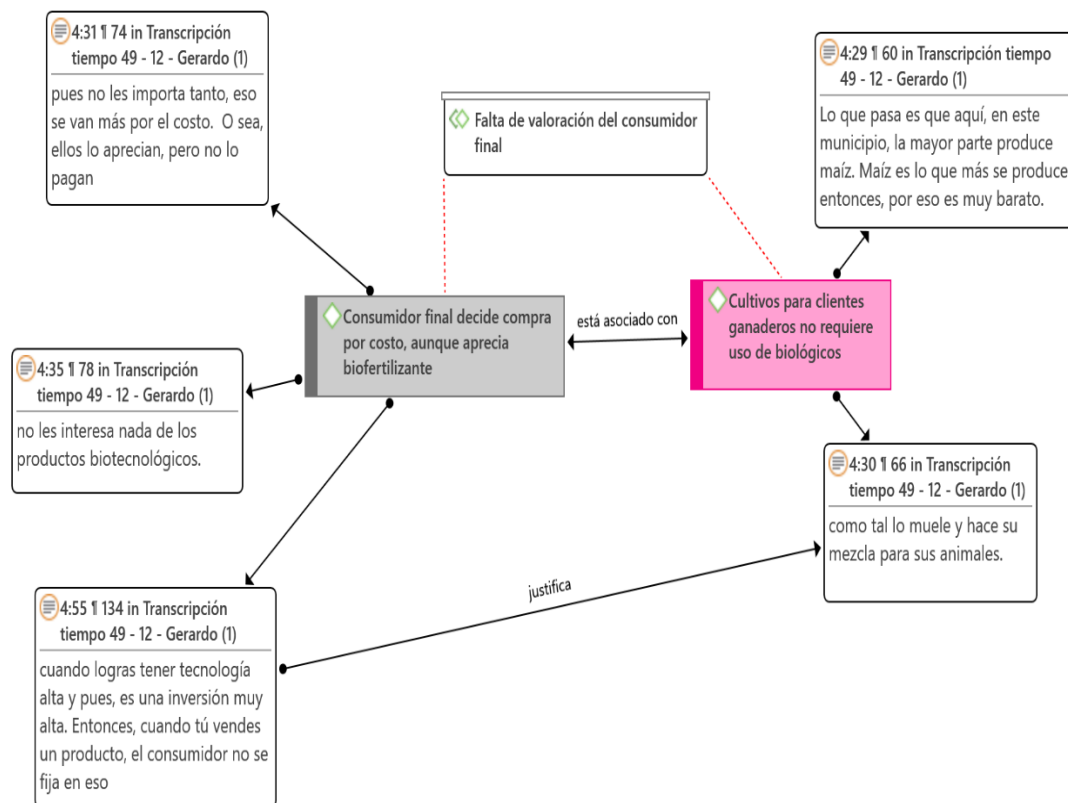 4:31 ¶ 74 in Transcripción
tiempo 49 - 12 - Gerardo (1)
pues no les importa tanto, eso
se van más por el costo.  O sea,
ellos lo aprecian, pero no lo
pagan
Falta de valoración del consumidor
final
4:29 ¶ 60 in Transcripción tiempo
49 - 12 - Gerardo (1)
Lo que pasa es que aquí, en este
municipio, la mayor parte produce
maíz. Maíz es lo que más se produce
entonces, por eso es muy barato.
Consumidor final decide compra
por costo, aunque aprecia
biofertilizante
está asociado con
Cultivos para clientes
ganaderos no requiere
uso de biológicos
4:35 ¶ 78 in Transcripción
tiempo 49 - 12 - Gerardo (1)
no les interesa nada de los
productos biotecnológicos.
4:30 ¶ 66 in Transcripción
tiempo 49 - 12 - Gerardo (1)
como tal lo muele y hace su
mezcla para sus animales.
justifica
4:55 ¶ 134 in Transcripción
tiempo 49 - 12 - Gerardo (1)
cuando logras tener tecnología
alta y pues, es una inversión muy
alta. Entonces, cuando tú vendes
un producto, el consumidor no se
fija en eso